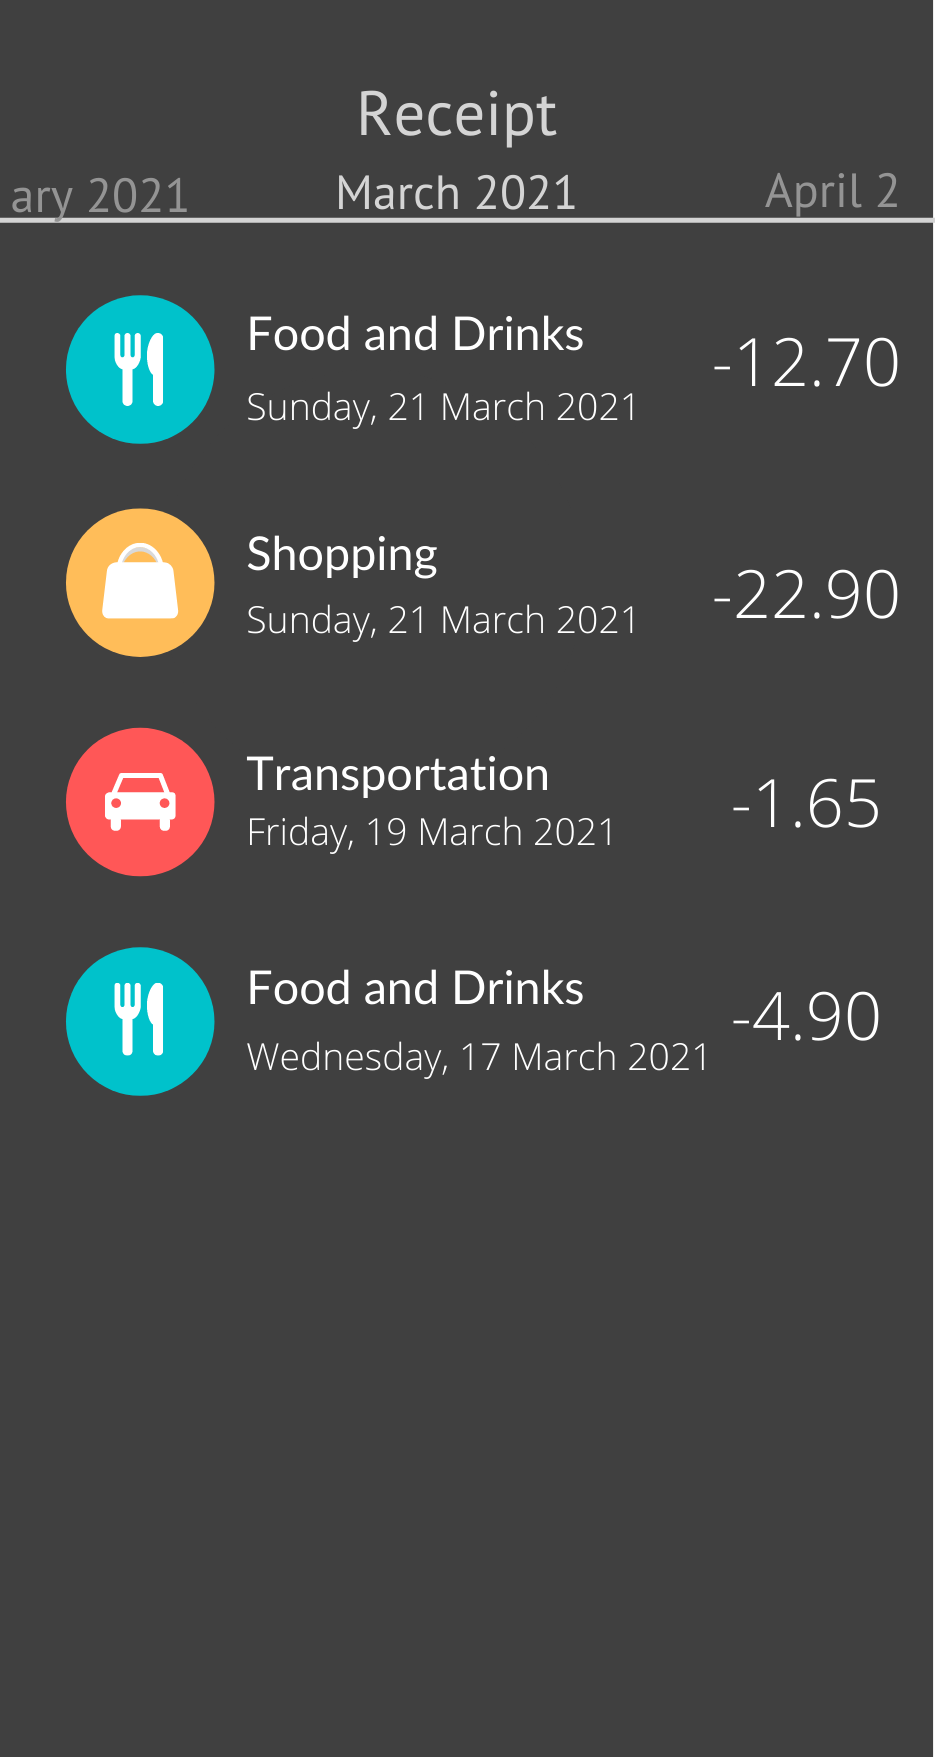 Receipt
ary 2021 March 2021 April 2
Food and Drinks
Sunday, 21 March 2021
-12.70
Shopping
Sunday, 21 March 2021
-22.90
Transportation
Friday, 19 March 2021
-1.65
Food and Drinks
Wednesday, 17 March 2021
-4.90